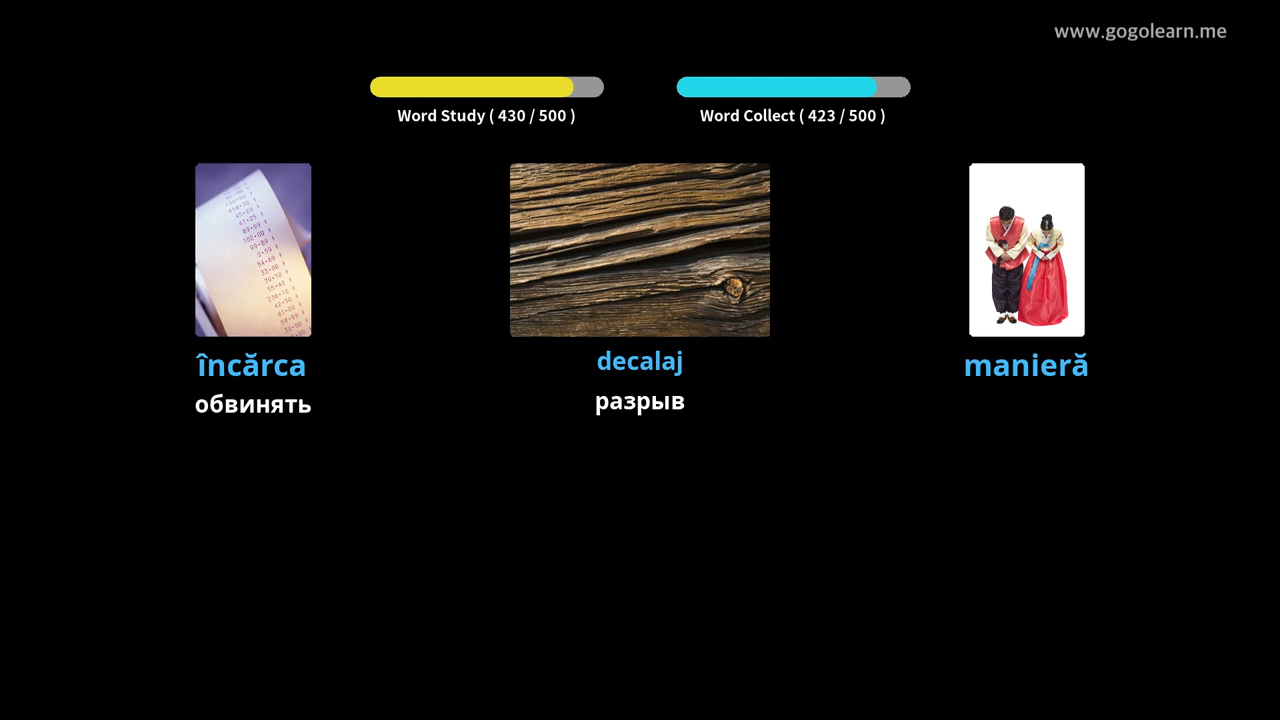 www.gogolearn.me
Word Study ( 430 / 500 )
Word Collect ( 423 / 500 )
încărca
обвинять
decalaj
разрыв
manieră